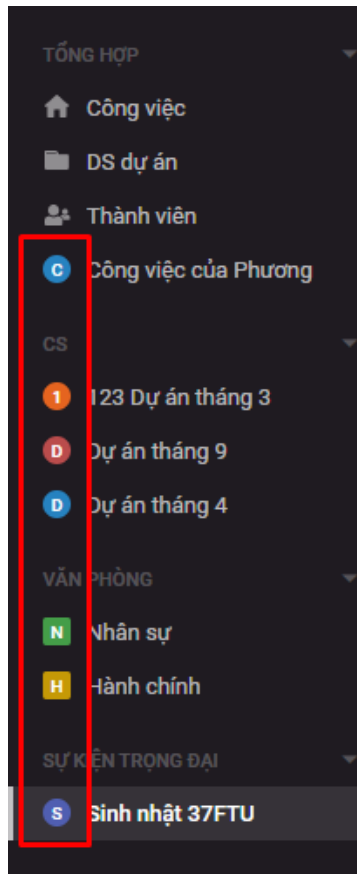 TỔNG HỢP
Công việc
DS dự án
Thành viên
C Công việc của Phương
CS
1 123 Dự án tháng 3
D Dự án tháng 9
D Dự án tháng 4
VĂN PHÒNG
N Nhân sự
H Hành chính
SỰ KIỆN TRỌNG ĐẠI
S Sinh nhật 37FTU